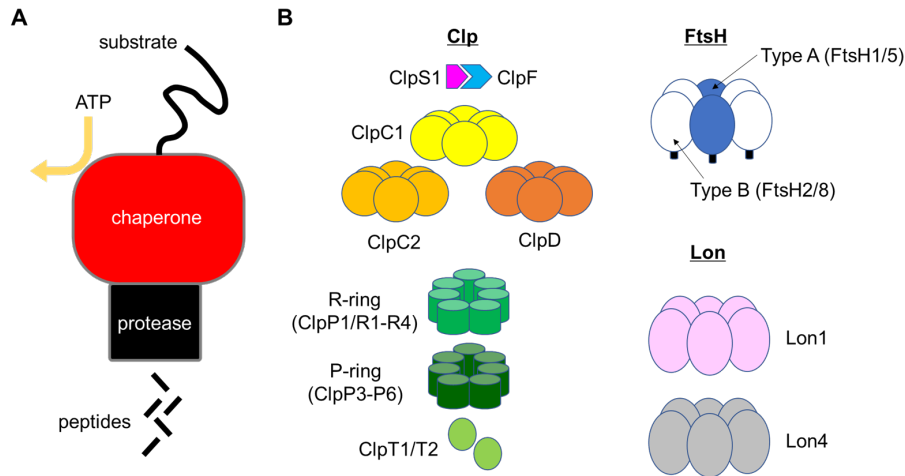 A
substrate
ATP
chaperone
protease
peptides
B
Clp
ClpS1
ClpF
ClpC1
ClpC2
ClpD
R-ring
(ClpP1/R1-R4)
P-ring
(ClpP3-P6)
ClpT1/T2
FtsH
Type A (FtsH1/5)
Type B (FtsH2/8)
Lon
Lon1
Lon4